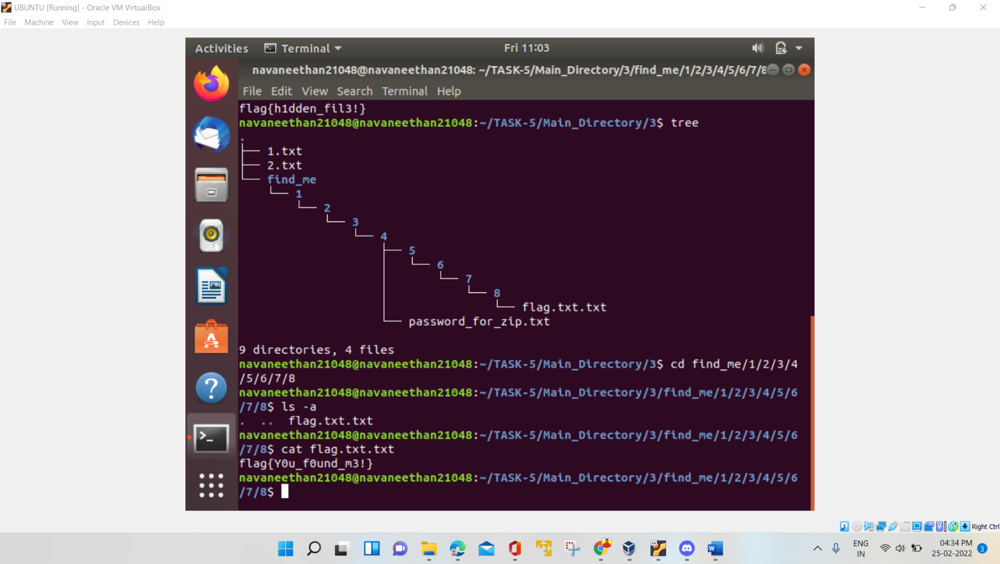 UBUNTU [Running] - Oracle VM VirtualBox
File Machine View Input Devices Help
Activities Terminal Fri 11:03
navaneethan21048@navaneethan21048: ~/TASK-5/Main_Directory/3/find_me/1/2/3/4/5/6/7/8
File Edit View Search Terminal Help
flag{h1dden_fil3!}
navaneethan21048@navaneethan21048:~/TASK-5/Main_Directory/3$ tree
.
├── 1.txt
├── 2.txt
└── find_me
    └── 1
        └── 2
            └── 3
                └── 4
                    ├── 5
                    │   └── 6
                    │       └── 7
                    │           └── 8
                    │               └── flag.txt.txt
                    └── password_for_zip.txt
9 directories, 4 files
navaneethan21048@navaneethan21048:~/TASK-5/Main_Directory/3$ cd find_me/1/2/3/4
/5/6/7/8
navaneethan21048@navaneethan21048:~/TASK-5/Main_Directory/3/find_me/1/2/3/4/5/6
/7/8$ ls -a
. .. flag.txt.txt
navaneethan21048@navaneethan21048:~/TASK-5/Main_Directory/3/find_me/1/2/3/4/5/6
/7/8$ cat flag.txt.txt
flag{Y0u_f0und_m3!}
navaneethan21048@navaneethan21048:~/TASK-5/Main_Directory/3/find_me/1/2/3/4/5/6
/7/8$
Right Ctrl
ENG
IN
04:34 PM
25-02-2022
3